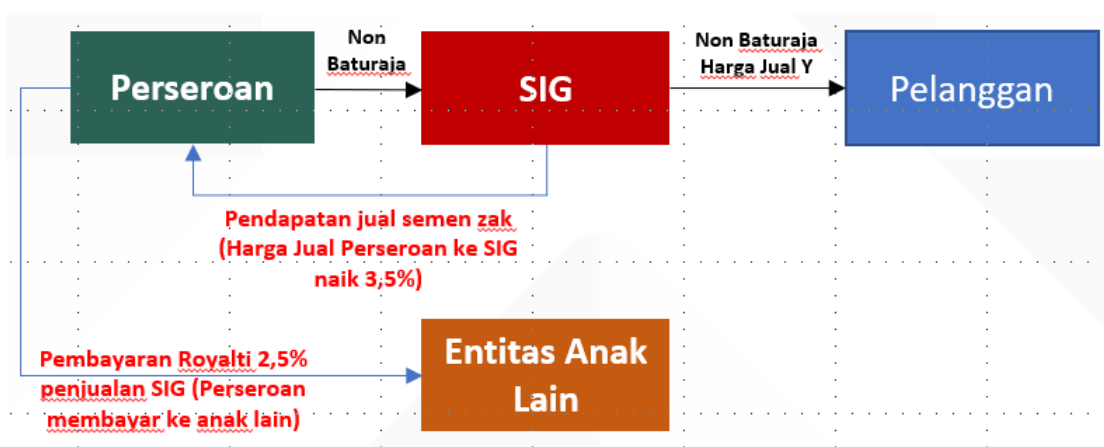 Perseroan
Non
Baturaja
SIG
Non Baturaja
Harga Jual Y
Pelanggan
Pendapatan jual semen zak
(Harga Jual Perseroan ke SIG
naik 3,5%)
Pembayaran Royalti 2,5%
penjualan SIG (Perseroan
membayar ke anak lain)
Entitas Anak
Lain